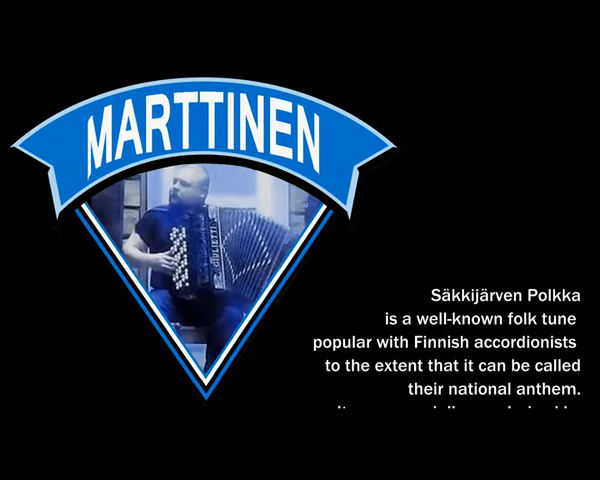 MARTTINEN
GIULIETTI
Säkkijärven Polkka
is a well-known folk tune
popular with Finnish accordionists
to the extent that it can be called
their national anthem.